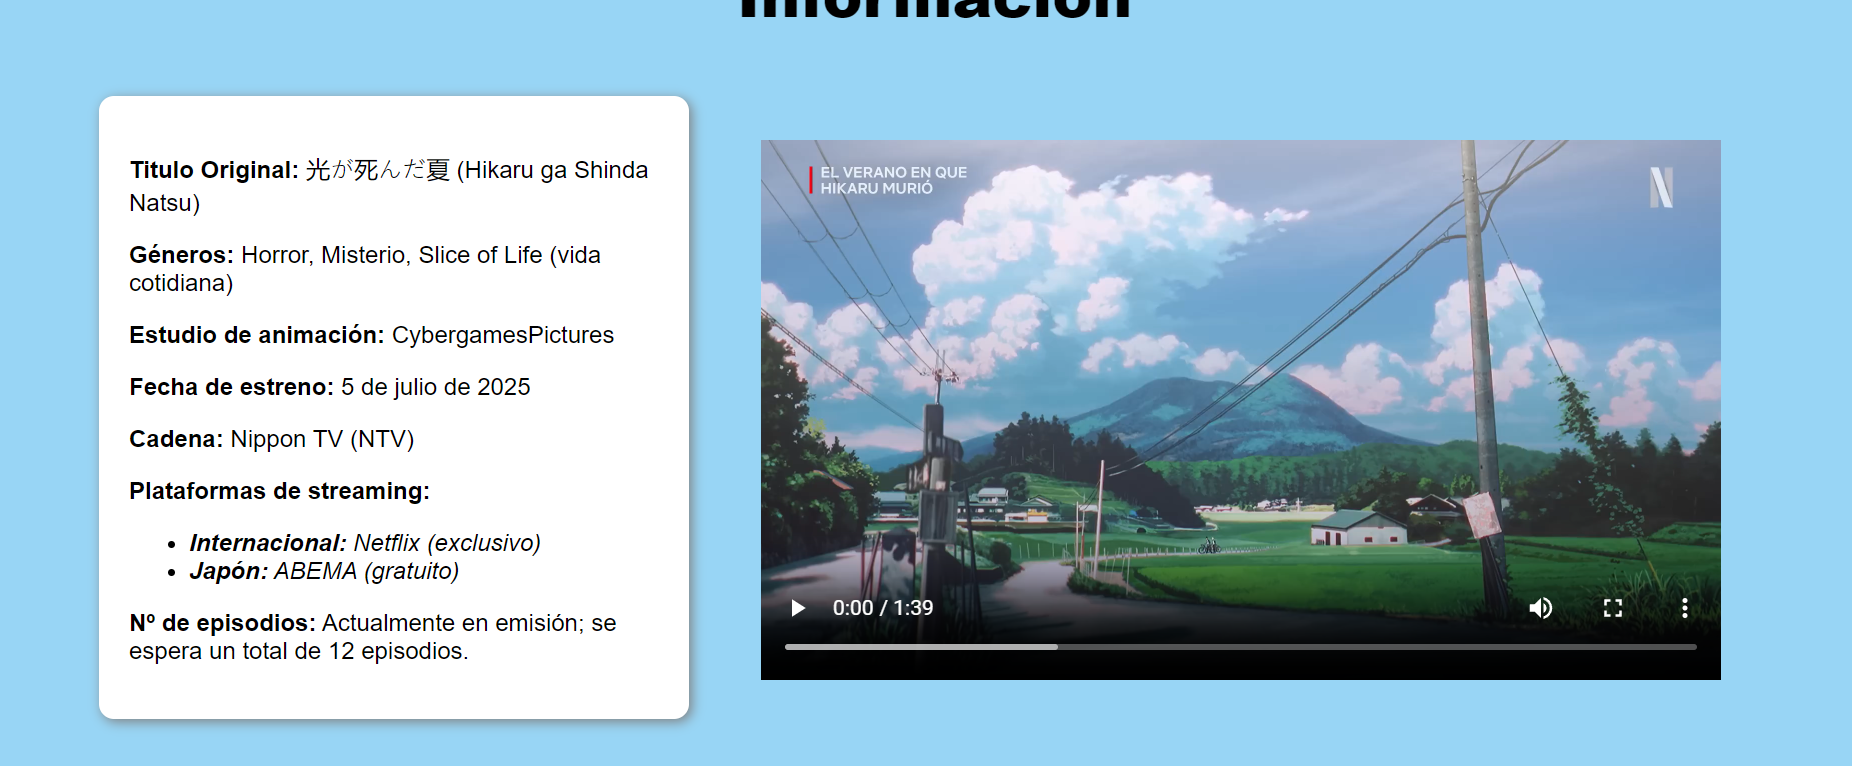 Información
Titulo Original: 光が死んだ夏 (Hikaru ga Shinda
Natsu)
Géneros: Horror, Misterio, Slice of Life (vida
cotidiana)
Estudio de animación: CybergamesPictures
Fecha de estreno: 5 de julio de 2025
Cadena: Nippon TV (NTV)
Plataformas de streaming:
• Internacional: Netflix (exclusivo)
• Japón: ABEMA (gratuito)
Nº de episodios: Actualmente en emisión; se
espera un total de 12 episodios.
EL VERANO EN QUE
HIKARU MURIÓ
N
0:00 / 1:39